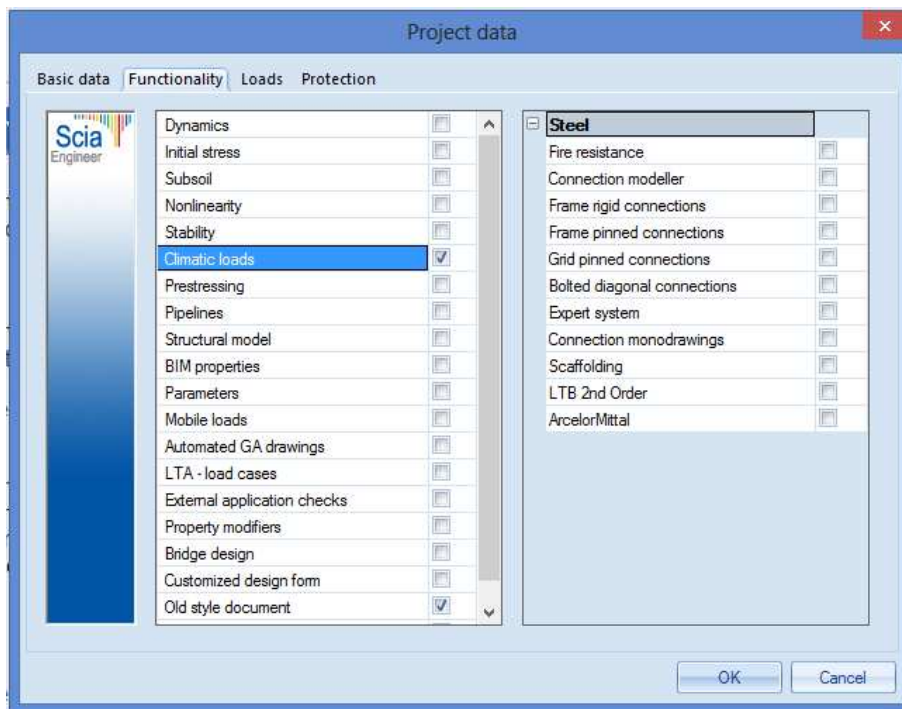 Project data
Basic data Functionality Loads Protection
Scia
Engineer
Dynamics
Initial stress
Subsoil
Nonlinearity
Stability
Climatic loads
Prestressing
Pipelines
Structural model
BIM properties
Parameters
Mobile loads
Automated GA drawings
LTA - load cases
External application checks
Property modifiers
Bridge design
Customized design form
Old style document
Steel
Fire resistance
Connection modeller
Frame rigid connections
Frame pinned connections
Grid pinned connections
Bolted diagonal connections
Expert system
Connection monodrawings
Scaffolding
LTB 2nd Order
ArcelorMittal
OK Cancel